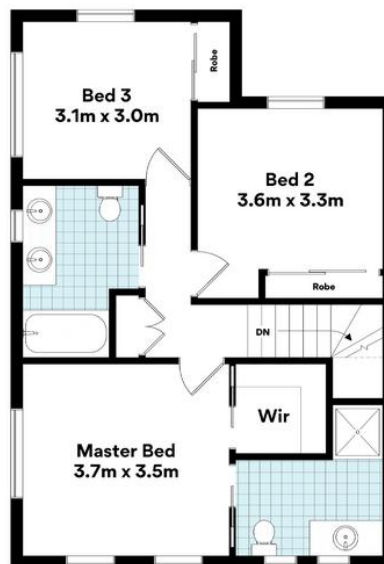 Robe
Bed 3
3.1m x 3.0m
Bed 2
3.6m x 3.3m
Robe
DN
Wir
Master Bed
3.7m x 3.5m